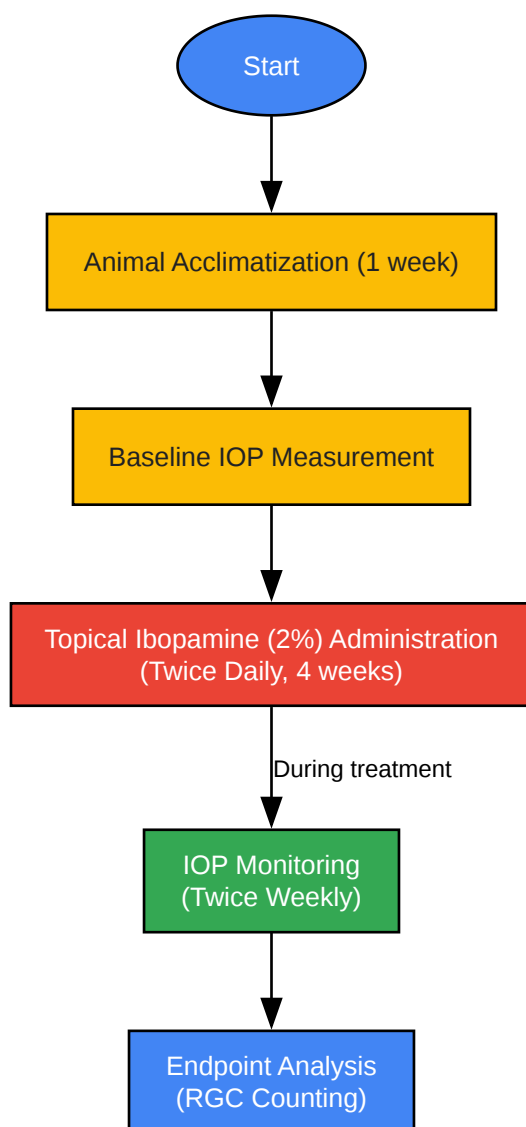 Start
Animal Acclimatization (1 week)
Baseline IOP Measurement
Topical Ibopamine (2%) Administration
(Twice Daily, 4 weeks)
During treatment
IOP Monitoring
(Twice Weekly)
Endpoint Analysis
(RGC Counting)